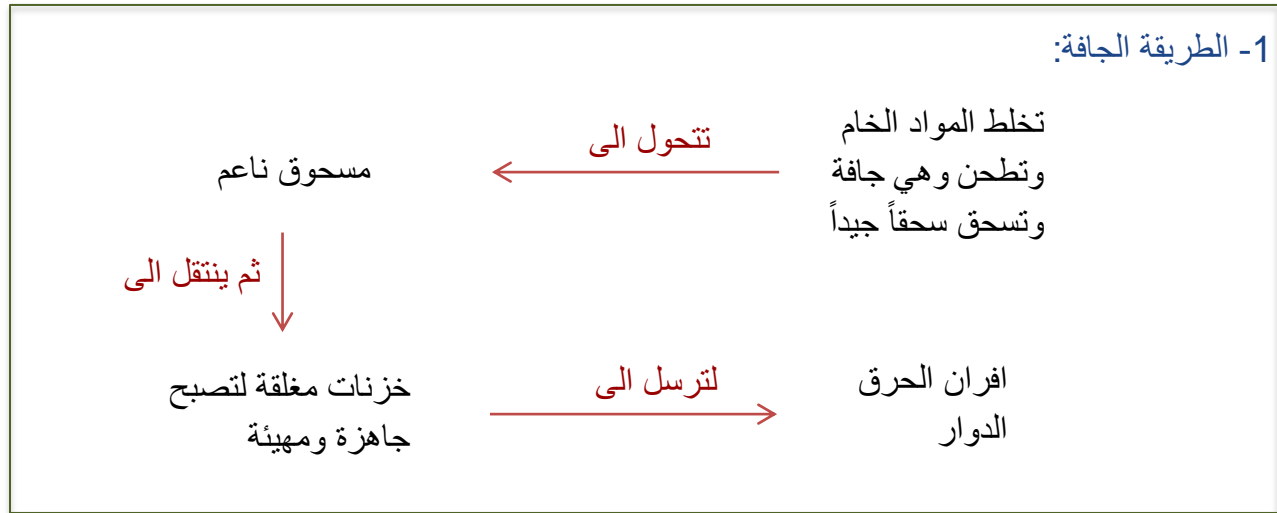 1- الطريقة الجافة:
تخلط المواد الخام
وتطحن وهي جافة
وتسحق سحقاً جيداً
تتحول الى
مسحوق ناعم
ثم ينتقل الى
خزنات مغلقة لتصبح
جاهزة ومهيئة
لترسل الى
افران الحرق
الدوار